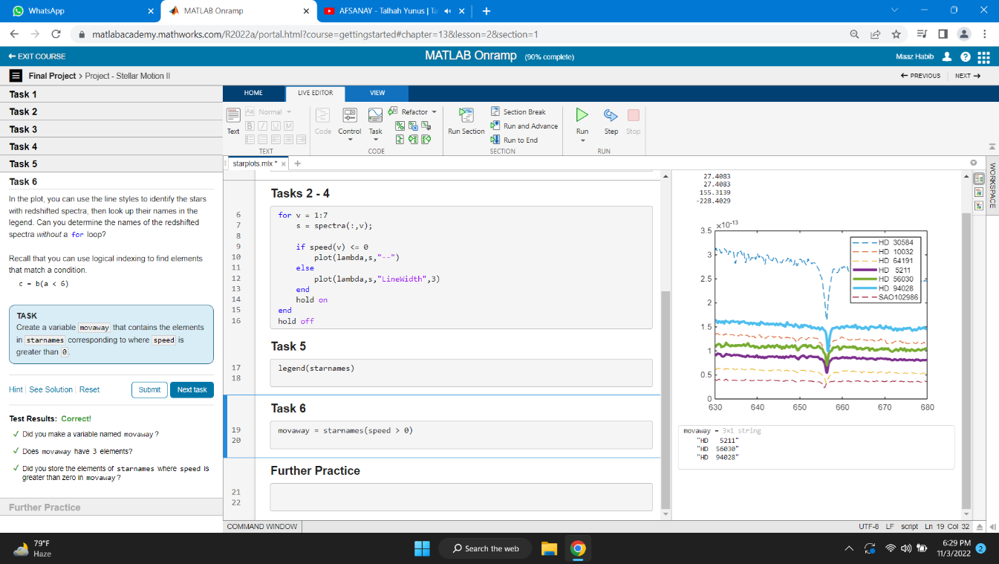 WhatsApp
MATLAB Onramp
AFSANAY - Talhah Yunus | Ta
matlabacademy.mathworks.com/R2022a/portal.html?course=gettingstarted#chapter=13&lesson=2&section=1
EXIT COURSE
MATLAB Onramp (90% complete)
Maaz Habib
Final Project > Project - Stellar Motion II
PREVIOUS
NEXT
Task 1
Task 2
Task 3
Task 4
Task 5
Task 6
In the plot, you can use the line styles to identify the stars
with redshifted spectra, then look up their names in the
legend. Can you determine the names of the redshifted
spectra without a for loop?
Recall that you can use logical indexing to find elements
that match a condition.
c = b(a < 6)
TASK
Create a variable movaway that contains the elements
in starnames corresponding to where speed is
greater than 0.
Hint
See Solution
Reset
Submit
Next task
Test Results: Correct!
✓ Did you make a variable named movaway?
✓ Does movaway have 3 elements?
✓ Did you store the elements of starnames where speed is
greater than zero in movaway?
Further Practice
HOME
LIVE EDITOR
VIEW
Text
Aa Normal
B I U M
TEXT
Code
Control
Task
Refactor
CODE
Run Section
Section Break
Run and Advance
Run to End
SECTION
Run
Step
Stop
RUN
starplots.mlx *
WORKSPACE
Tasks 2 - 4
6 for v = 1:7
7 s = spectra(:,v);
8
9 if speed(v) <= 0
10 plot(lambda,s,"--")
11 else
12 plot(lambda,s,"LineWidth",3)
13 end
14 hold on
15 end
16 hold off
Task 5
17 legend(starnames)
18
Task 6
19 movaway = starnames(speed > 0)
20
Further Practice
21
22
27.4083
27.4083
155.3139
-228.4029
×10-13
3.5
3
2.5
2
1.5
1
0.5
0
630 640 650 660 670 680
HD 30584
HD 10032
HD 64191
HD 5211
HD 56030
HD 94028
SAO102986
movaway = 3×1 string
"HD 5211"
"HD 56030"
"HD 94028"
COMMAND WINDOW
UTF-8 LF script Ln 19 Col 32
79°F
Haze
Search the web
6:29 PM
11/3/2022
2